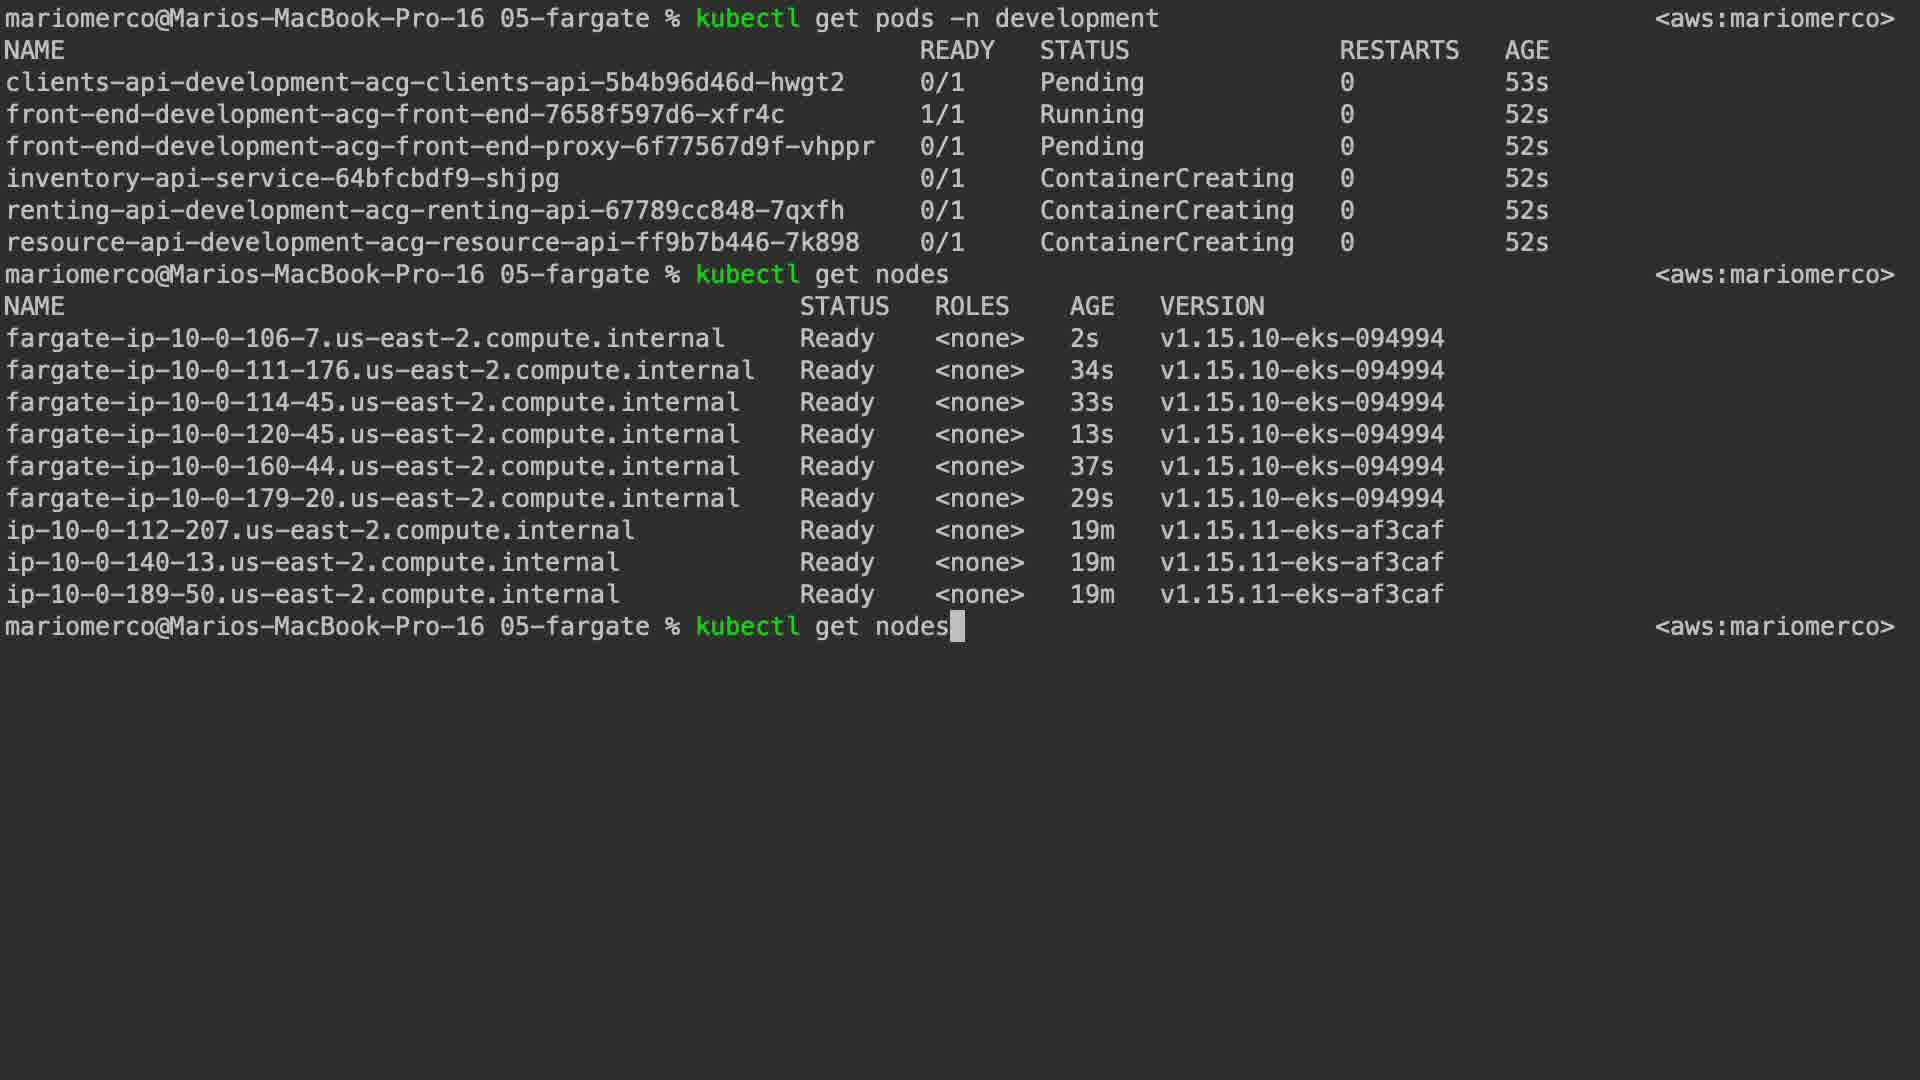 mariomerco@Marios-MacBook-Pro-16 05-fargate % kubectl get pods -n development <aws:mariomerco>
NAME READY STATUS RESTARTS AGE
clients-api-development-acg-clients-api-5b4b96d46d-hwgt2 0/1 Pending 0 53s
front-end-development-acg-front-end-7658f597d6-xfr4c 1/1 Running 0 52s
front-end-development-acg-front-end-proxy-6f77567d9f-vhppr 0/1 Pending 0 52s
inventory-api-service-64bfcbdf9-shjpg 0/1 ContainerCreating 0 52s
renting-api-development-acg-renting-api-67789cc848-7qxfh 0/1 ContainerCreating 0 52s
resource-api-development-acg-resource-api-ff9b7b446-7k898 0/1 ContainerCreating 0 52s
mariomerco@Marios-MacBook-Pro-16 05-fargate % kubectl get nodes <aws:mariomerco>
NAME STATUS ROLES AGE VERSION
fargate-ip-10-0-106-7.us-east-2.compute.internal Ready <none> 2s v1.15.10-eks-094994
fargate-ip-10-0-111-176.us-east-2.compute.internal Ready <none> 34s v1.15.10-eks-094994
fargate-ip-10-0-114-45.us-east-2.compute.internal Ready <none> 33s v1.15.10-eks-094994
fargate-ip-10-0-120-45.us-east-2.compute.internal Ready <none> 13s v1.15.10-eks-094994
fargate-ip-10-0-160-44.us-east-2.compute.internal Ready <none> 37s v1.15.10-eks-094994
fargate-ip-10-0-179-20.us-east-2.compute.internal Ready <none> 29s v1.15.10-eks-094994
ip-10-0-112-207.us-east-2.compute.internal Ready <none> 19m v1.15.11-eks-af3caf
ip-10-0-140-13.us-east-2.compute.internal Ready <none> 19m v1.15.11-eks-af3caf
ip-10-0-189-50.us-east-2.compute.internal Ready <none> 19m v1.15.11-eks-af3caf
mariomerco@Marios-MacBook-Pro-16 05-fargate % kubectl get nodes <aws:mariomerco>